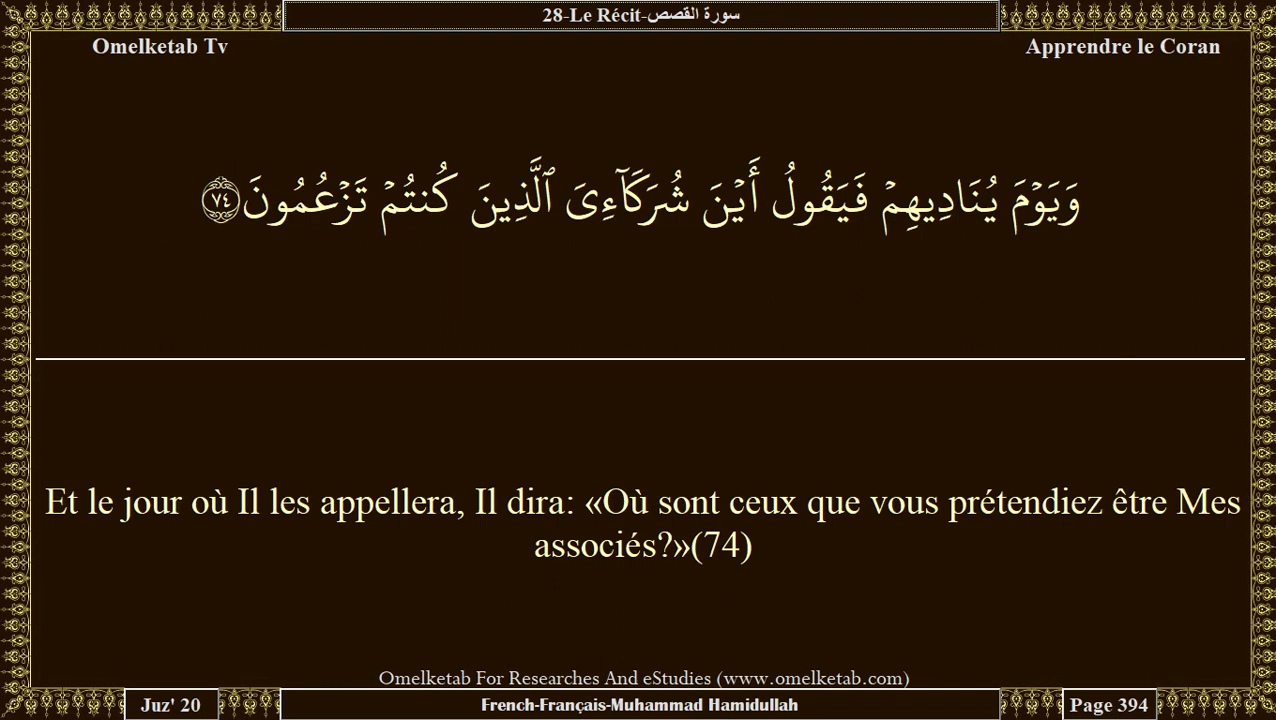 28-Le Récit-سورة القصص
Omelketab Tv
Apprendre le Coran
وَيَوْمَ يُنَادِيهِمْ فَيَقُولُ أَيْنَ شُرَكَآءِىَ ٱلَّذِينَ كُنتُمْ تَزْعُمُونَ ٧٤
Et le jour où Il les appellera, Il dira: «Où sont ceux que vous prétendiez être Mes
associés?»(74)
Omelketab For Researches And eStudies (www.omelketab.com)
Juz' 20
French-Français-Muhammad Hamidullah
Page 394